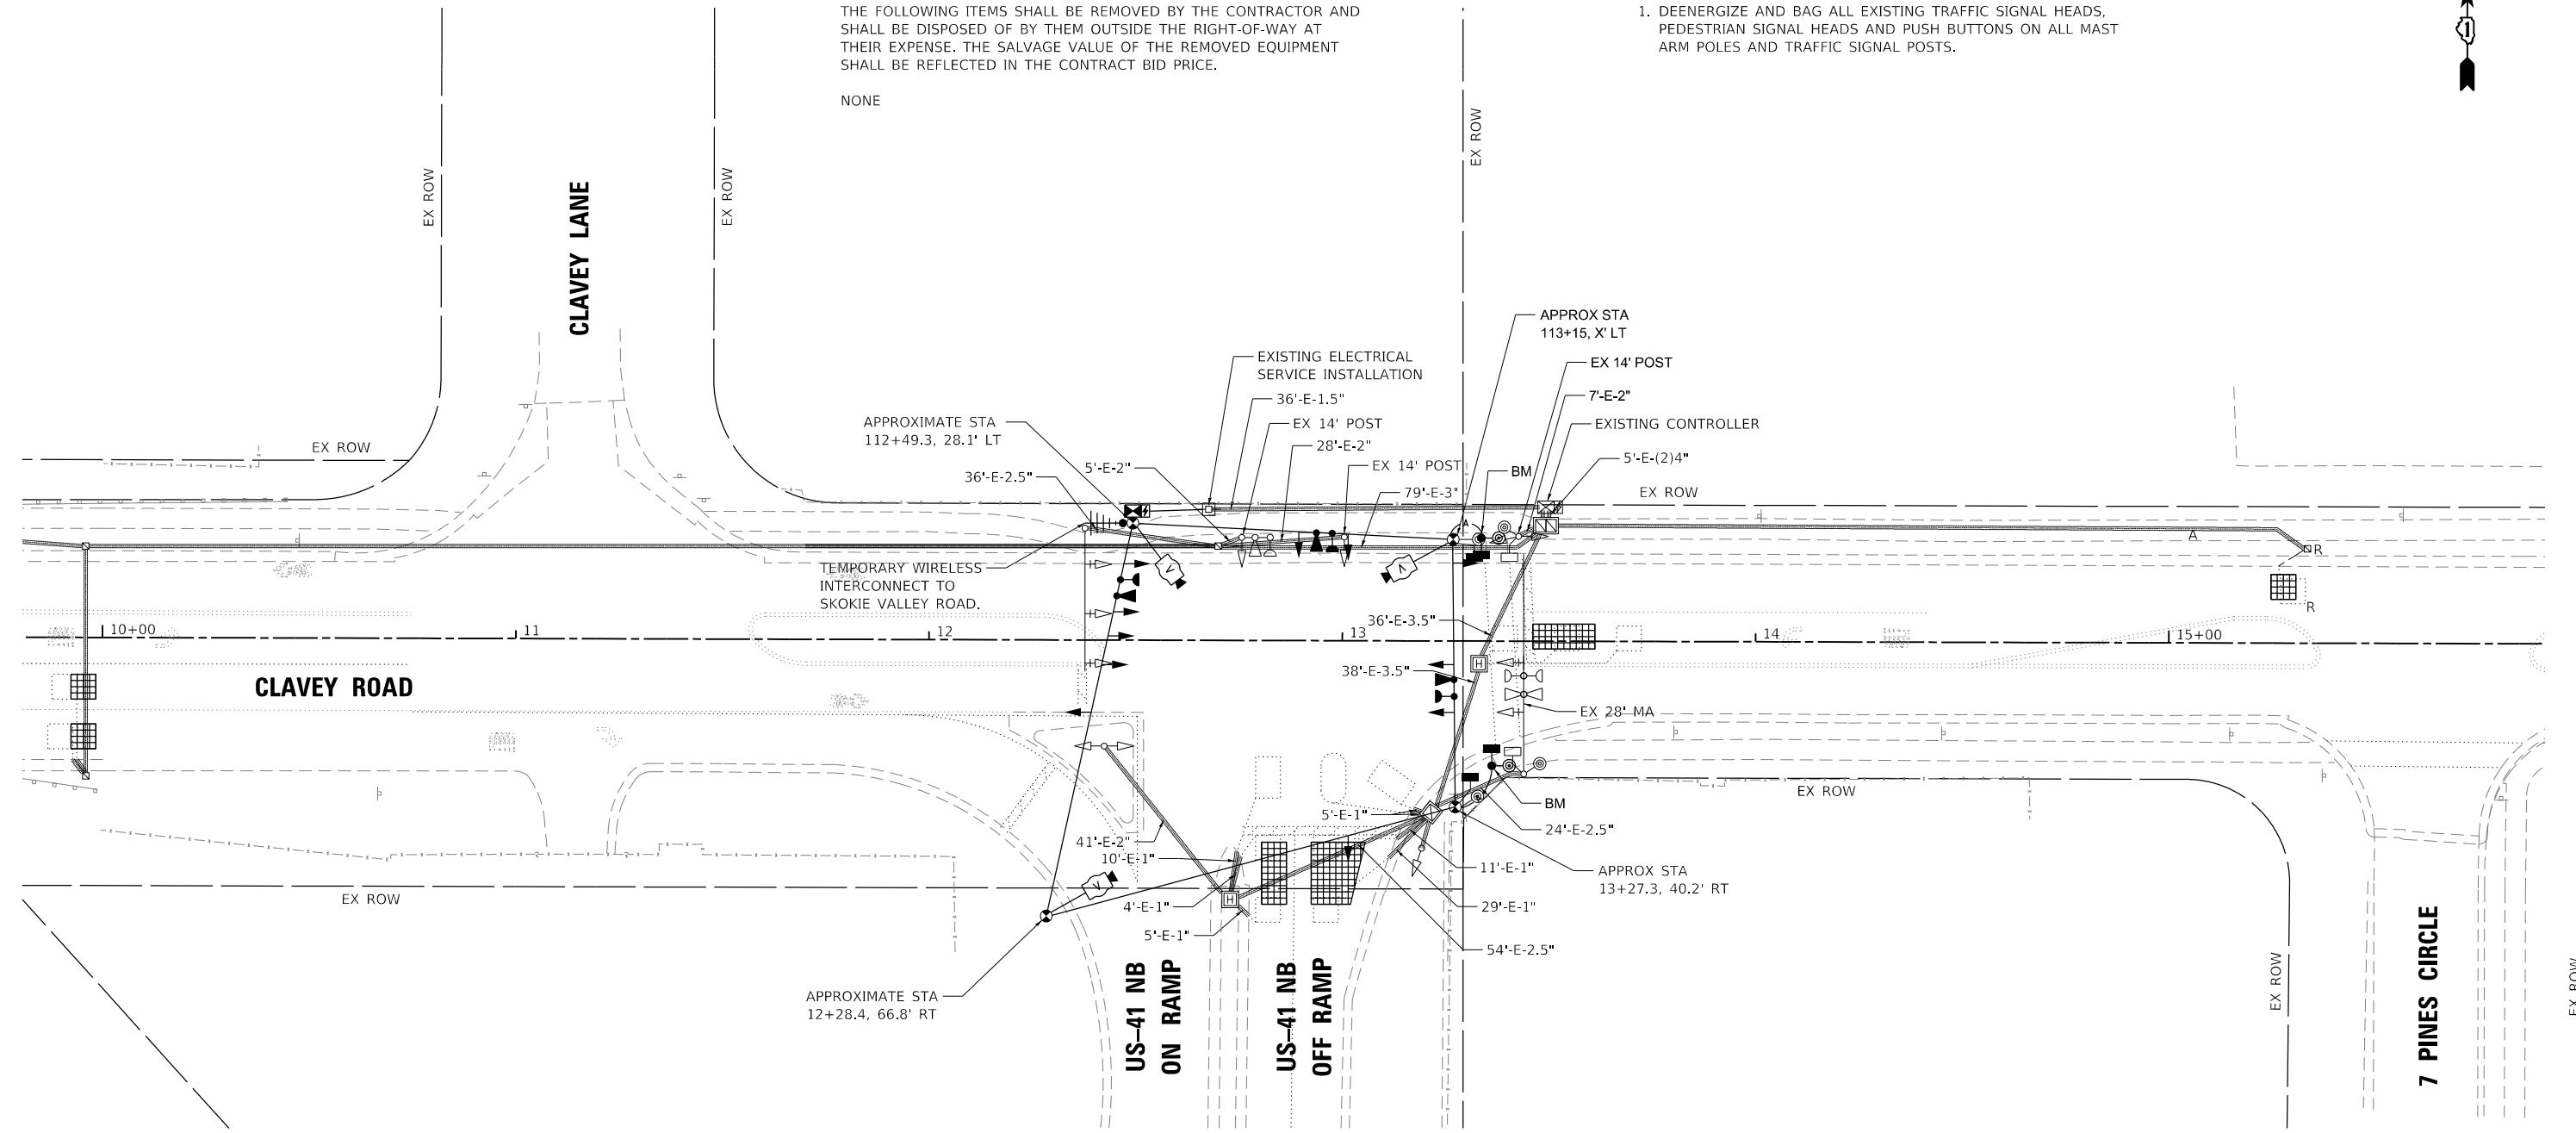 THE FOLLOWING ITEMS SHALL BE REMOVED BY THE CONTRACTOR AND
SHALL BE DISPOSED OF BY THEM OUTSIDE THE RIGHT-OF-WAY AT
THEIR EXPENSE. THE SALVAGE VALUE OF THE REMOVED EQUIPMENT
SHALL BE REFLECTED IN THE CONTRACT BID PRICE.
NONE
1. DEENERGIZE AND BAG ALL EXISTING TRAFFIC SIGNAL HEADS,
PEDESTRIAN SIGNAL HEADS AND PUSH BUTTONS ON ALL MAST
ARM POLES AND TRAFFIC SIGNAL POSTS.
1
EX ROW
EX ROW
EX ROW
CLAVEY LANE
APPROX STA
113+15, X' LT
EXISTING ELECTRICAL
SERVICE INSTALLATION
EX 14' POST
36'-E-1.5"
7'-E-2"
APPROXIMATE STA
112+49.3, 28.1' LT
EX 14' POST
EXISTING CONTROLLER
EX ROW
28'-E-2"
5'-E-(2)4"
5'-E-2"
EX 14' POST
BM
36'-E-2.5"
79'-E-3"
EX ROW
A
A
R
V
V
TEMPORARY WIRELESS
INTERCONNECT TO
SKOKIE VALLEY ROAD.
R
36'-E-3.5"
10+00
11
12
13
14
15+00
H
38'-E-3.5"
CLAVEY ROAD
EX 28' MA
EX ROW
BM
5'-E-1"
24'-E-2.5"
41'-E-2"
10'-E-1"
11'-E-1"
APPROX STA
13+27.3, 40.2' RT
V
EX ROW
H
4'-E-1"
29'-E-1"
5'-E-1"
54'-E-2.5"
APPROXIMATE STA
12+28.4, 66.8' RT
US-41 NB
ON RAMP
US-41 NB
OFF RAMP
EX ROW
7 PINES CIRCLE
EX ROW